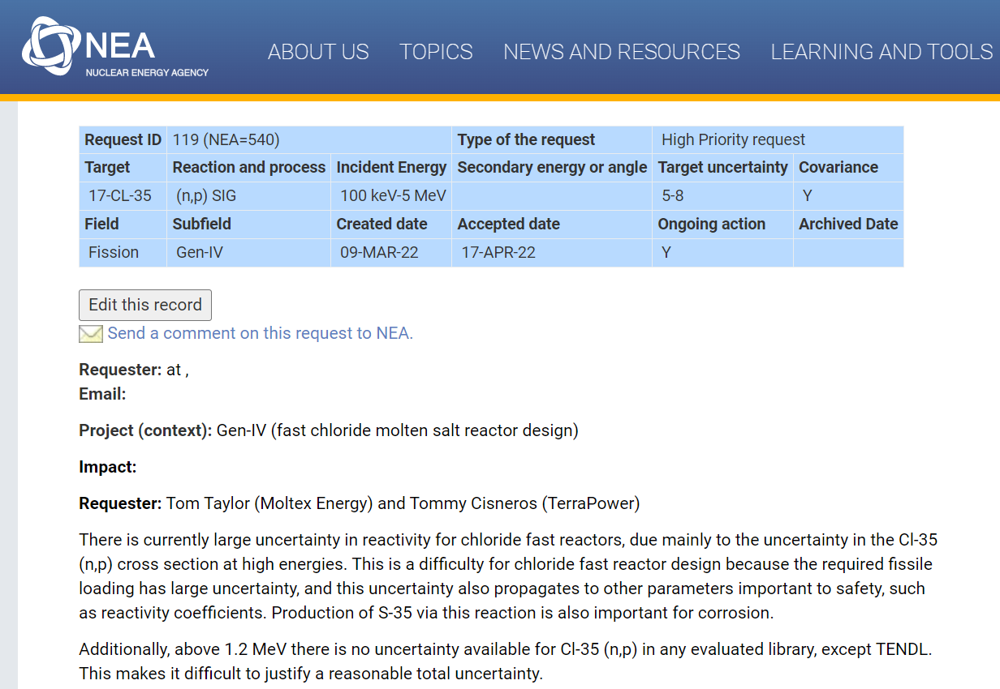 NEA
NUCLEAR ENERGY AGENCY
ABOUT US TOPICS NEWS AND RESOURCES LEARNING AND TOOLS
Request ID 119 (NEA=540) Type of the request High Priority request
Target Reaction and process Incident Energy Secondary energy or angle Target uncertainty Covariance
17-CL-35 (n,p) SIG 100 keV-5 MeV 5-8 Y
Field Subfield Created date Accepted date Ongoing action Archived Date
Fission Gen-IV 09-MAR-22 17-APR-22 Y
Edit this record
Send a comment on this request to NEA.
Requester: at ,
Email:
Project (context): Gen-IV (fast chloride molten salt reactor design)
Impact:
Requester: Tom Taylor (Moltex Energy) and Tommy Cisneros (TerraPower)
There is currently large uncertainty in reactivity for chloride fast reactors, due mainly to the uncertainty in the Cl-35
(n,p) cross section at high energies. This is a difficulty for chloride fast reactor design because the required fissile
loading has large uncertainty, and this uncertainty also propagates to other parameters important to safety, such
as reactivity coefficients. Production of S-35 via this reaction is also important for corrosion.
Additionally, above 1.2 MeV there is no uncertainty available for Cl-35 (n,p) in any evaluated library, except TENDL.
This makes it difficult to justify a reasonable total uncertainty.